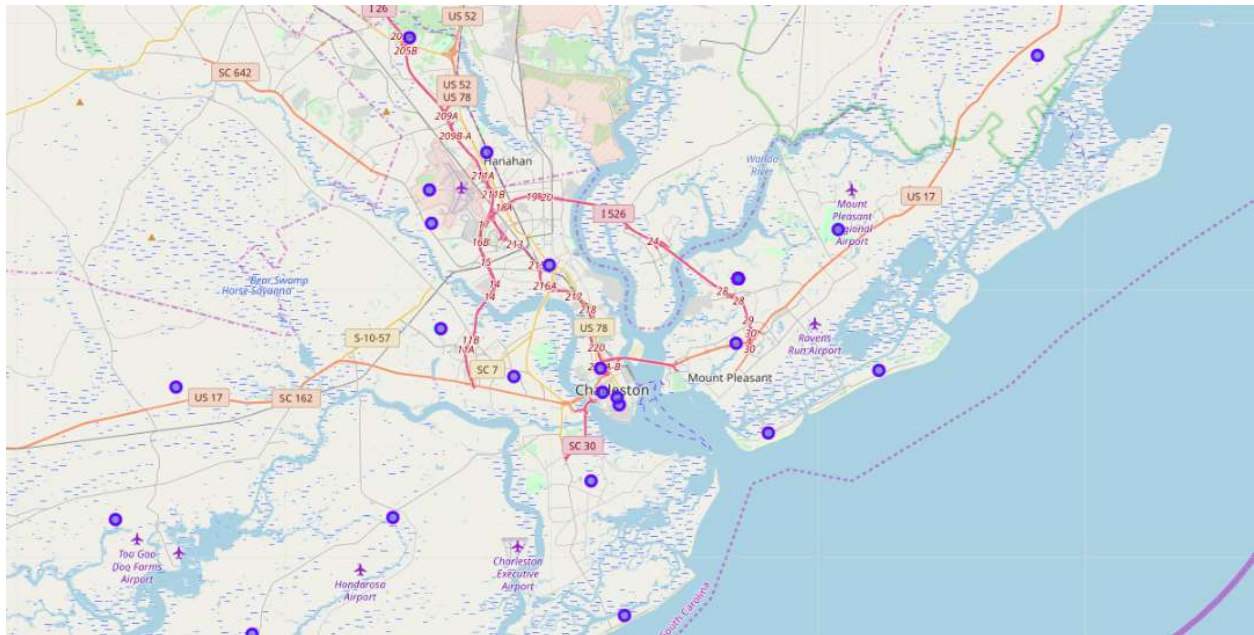 I 26
US 52
205B
SC 642
US 52
US 78
209A
209B-A
Hanahan
211A
211B
19
20
18A
17
I 526
16B
213
24
15
Wando
River
US 17
Mount
Pleasant
Regional
Airport
Bear Swamp
Horse Savanna
14
14
216A
217
218
28
28
29
30
30
S-10-57
US 78
Ravens
Run Airport
11B
11A
220
SC 7
Mount Pleasant
Charleston
US 17
SC 162
SC 30
Too Goo
Doo Farms
Airport
Hondarosa
Airport
Charleston
Executive
Airport
South Carolina